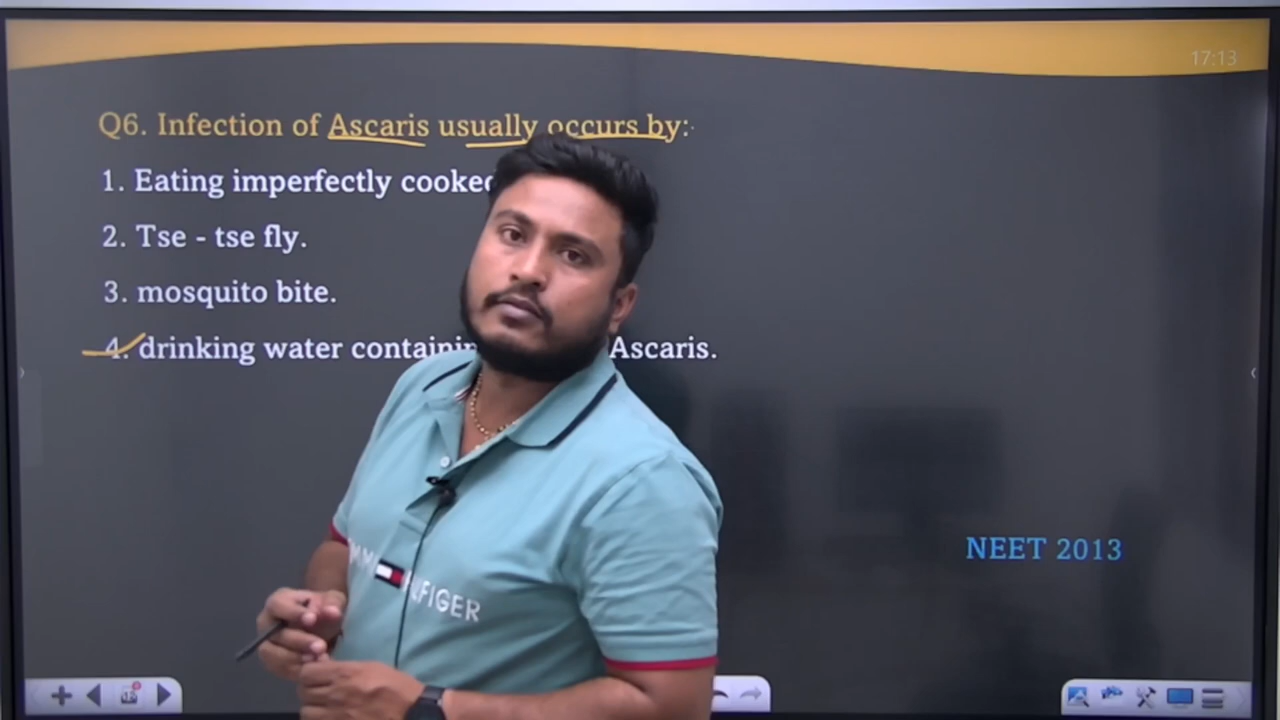 17:13
Q6. Infection of Ascaris usually occurs by:
1. Eating imperfectly cooked
2. Tse - tse fly.
3. mosquito bite.
4. drinking water Ascaris.
HILFIGER
NEET 2013